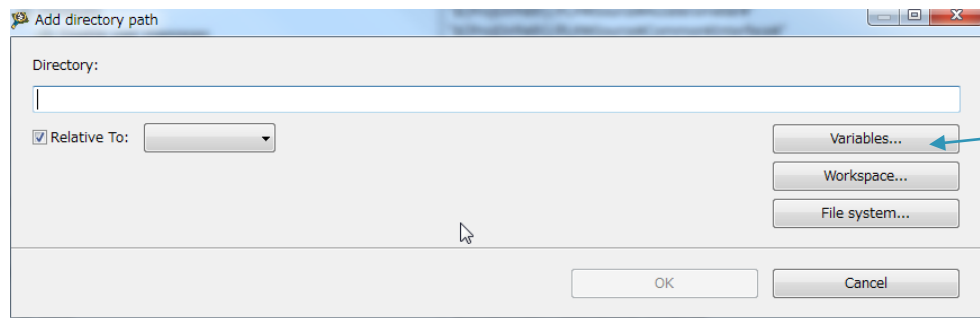 Add directory path
Directory:
Relative To:
Variables...
Workspace...
File system...
OK
Cancel